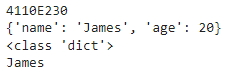 4110E230
{'name': 'James', 'age': 20}
<class 'dict'>
James